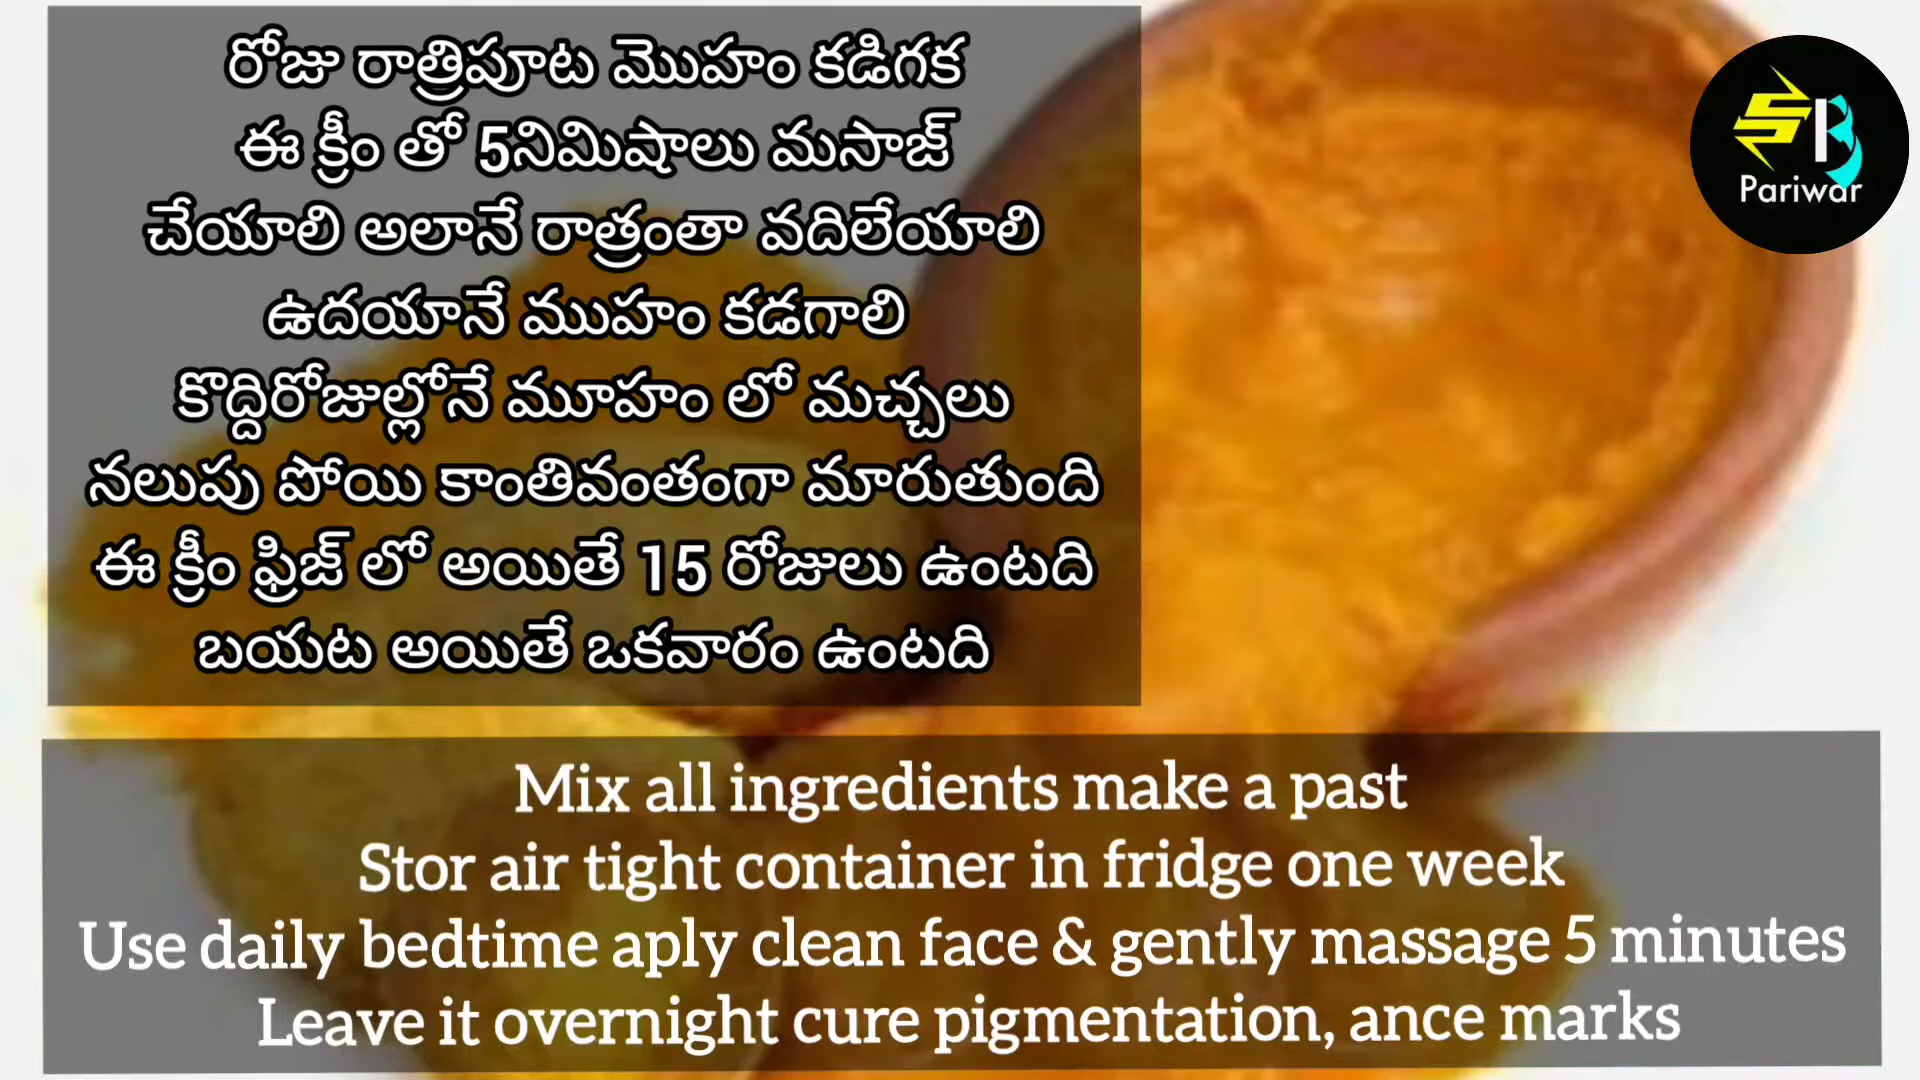 రోజు రాత్రిపూట మొహం కడిగక
ఈ క్రీం తో 5నిమిషాలు మసాజ్
చేయాలి అలానే రాత్రంతా వదిలేయాలి
ఉదయానే ముహం కడగాలి
కొద్దిరోజుల్లోనే మూహం లో మచ్చలు
నలుపు పోయి కాంతివంతంగా మారుతుంది
ఈ క్రీం ఫ్రిజ్ లో అయితే 15 రోజులు ఉంటది
బయట అయితే ఒకవారం ఉంటది
SB
Pariwar
Mix all ingredients make a past
Stor air tight container in fridge one week
Use daily bedtime aply clean face & gently massage 5 minutes
Leave it overnight cure pigmentation, ance marks